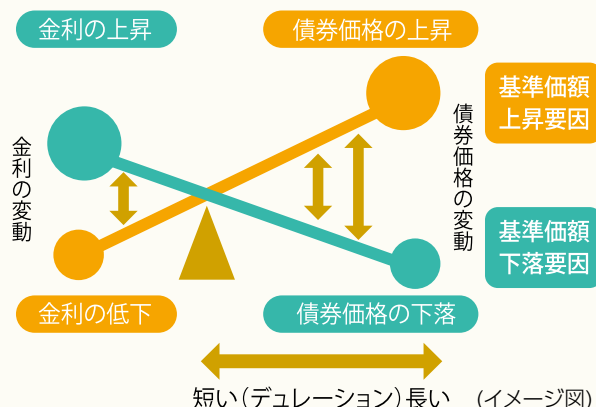 金利の上昇
債券価格の上昇
基準価額
上昇要因
金利の変動
債券価格の変動
基準価額
下落要因
金利の低下
債券価格の下落
短い（デュレーション）長い （イメージ図）